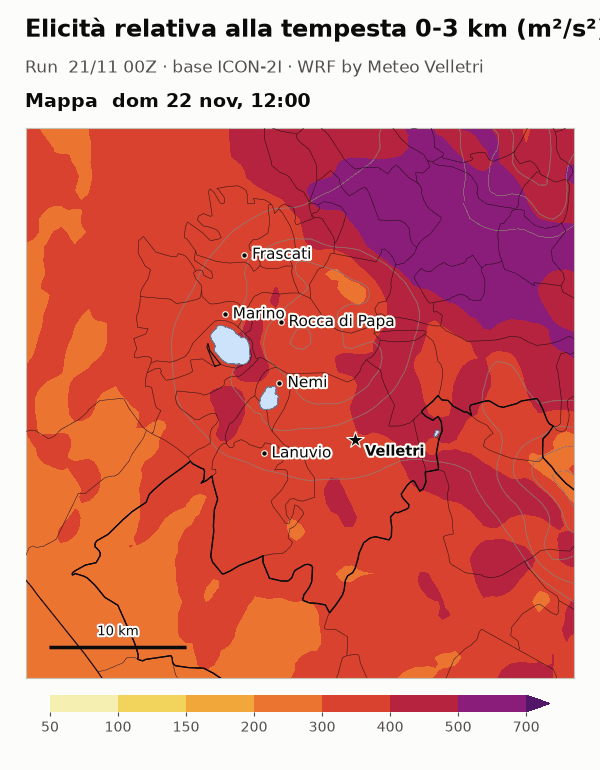 Elicità relativa alla tempesta 0-3 km (m²/s²)
Run  21/11 00Z · base ICON-2I · WRF by Meteo Velletri
Mappa  dom 22 nov, 12:00
Frascati
Marino
Rocca di Papa
Nemi
Velletri
Lanuvio
10 km
50 100 150 200 300 400 500 700